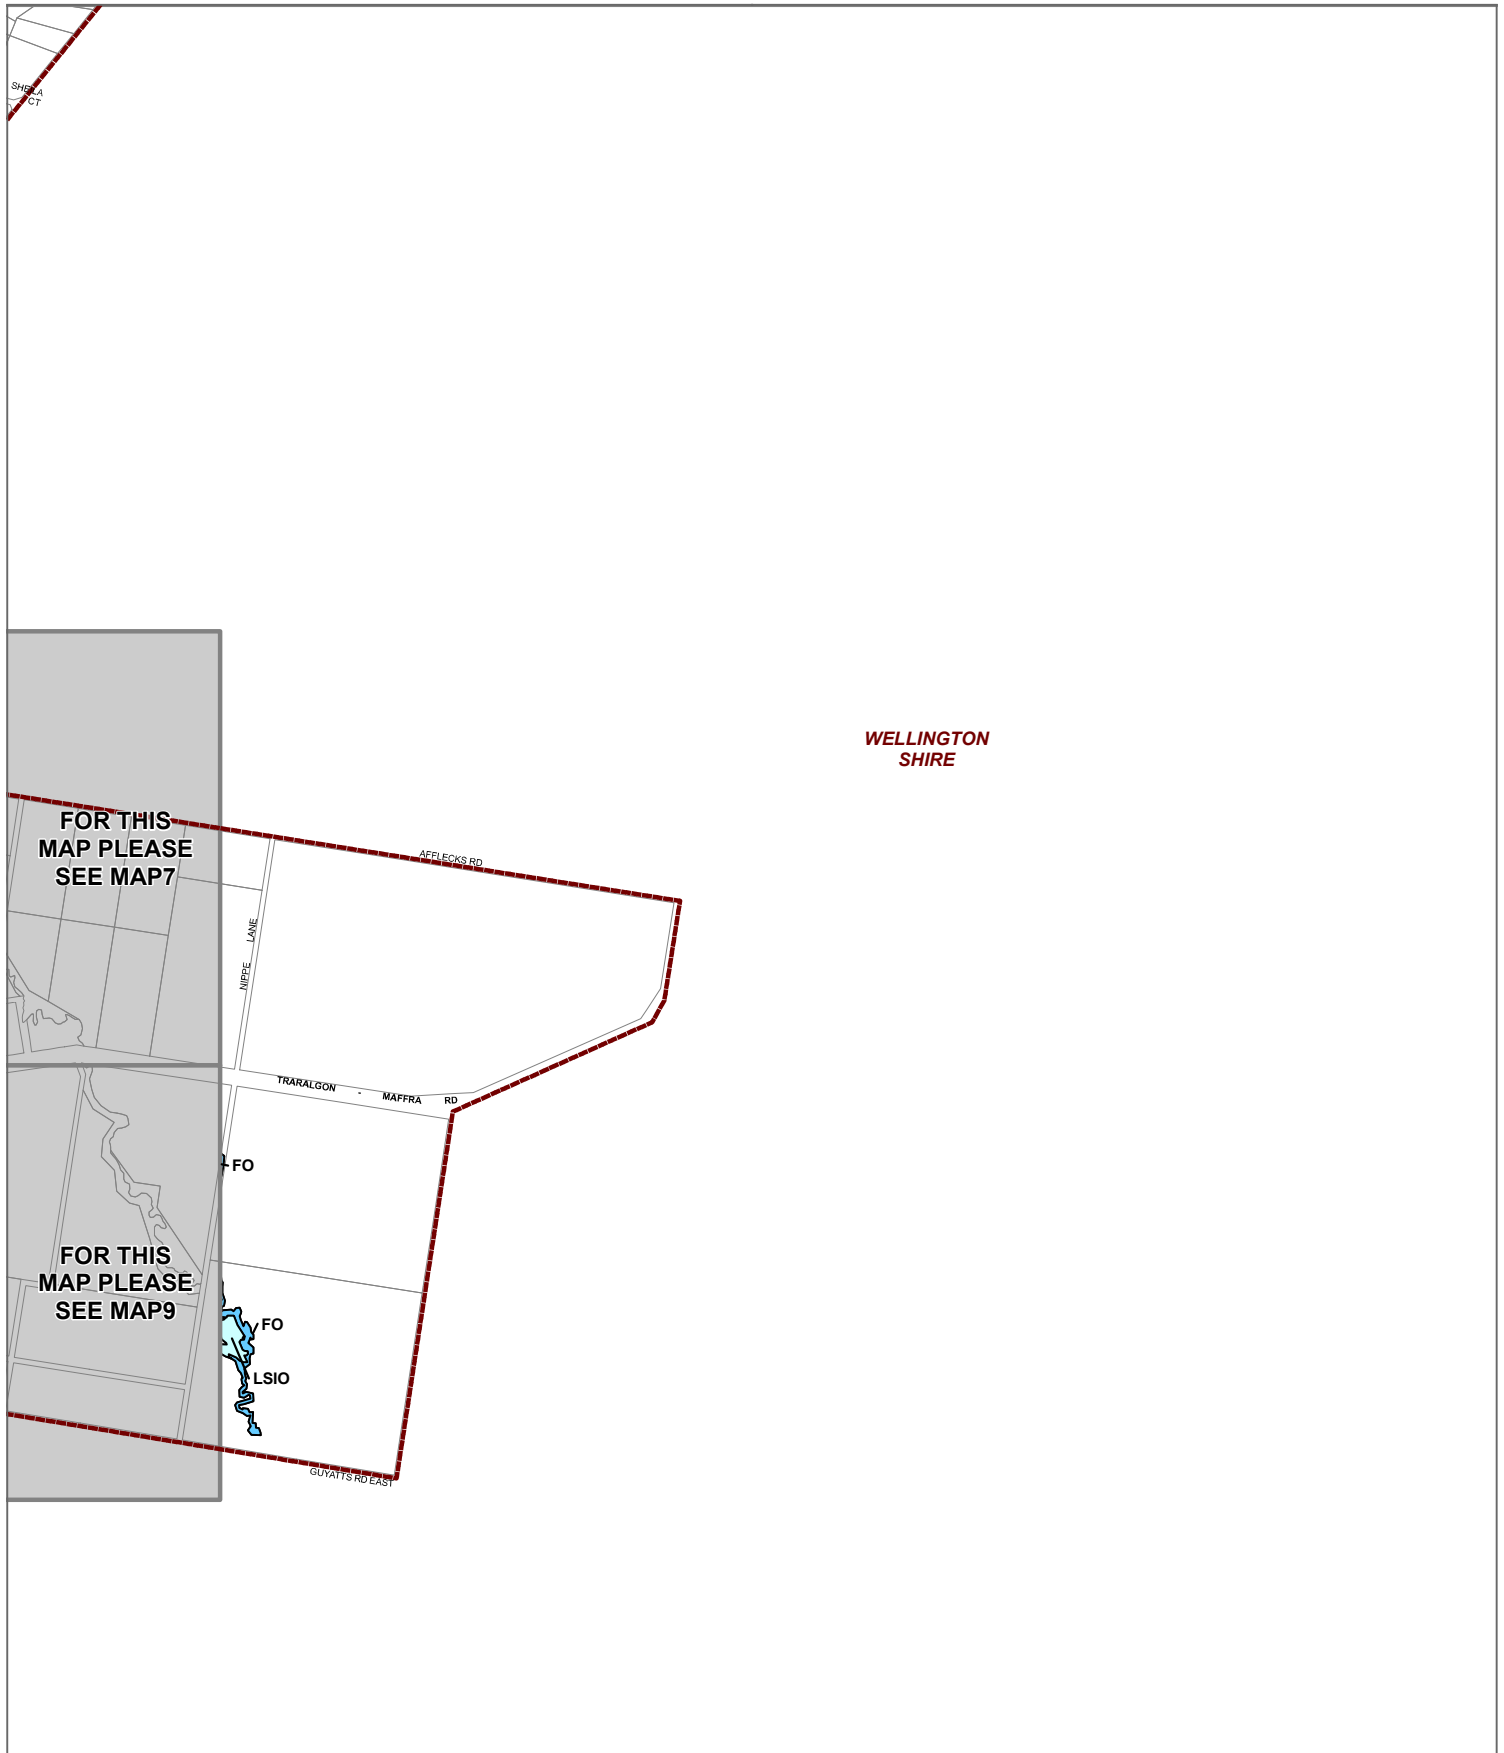 SHEILA
CT
WELLINGTON
SHIRE
FOR THIS
MAP PLEASE
SEE MAP7
AFFLECKS RD
NIPPE LANE
TRARALGON - MAFFRA RD
FO
FOR THIS
MAP PLEASE
SEE MAP9
FO
LSIO
GUYATTS RD EAST